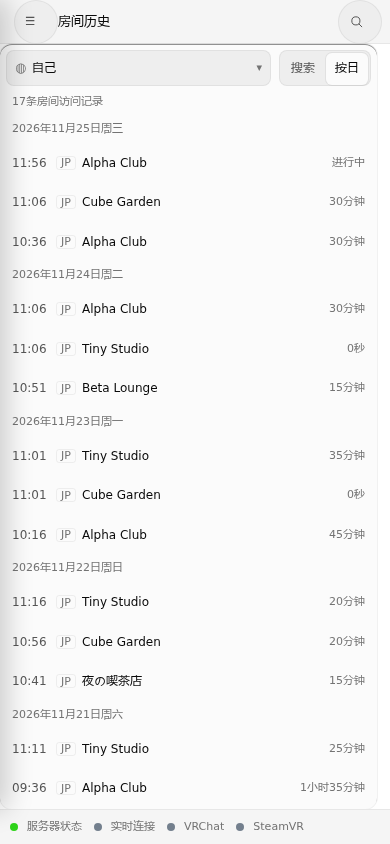 房间历史
自己
搜索 按日
17条房间访问记录
2026年11月25日周三
11:56 JP Alpha Club 进行中
11:06 JP Cube Garden 30分钟
10:36 JP Alpha Club 30分钟
2026年11月24日周二
11:06 JP Alpha Club 30分钟
11:06 JP Tiny Studio 0秒
10:51 JP Beta Lounge 15分钟
2026年11月23日周一
11:01 JP Tiny Studio 35分钟
11:01 JP Cube Garden 0秒
10:16 JP Alpha Club 45分钟
2026年11月22日周日
11:16 JP Tiny Studio 20分钟
10:56 JP Cube Garden 20分钟
10:41 JP 夜の喫茶店 15分钟
2026年11月21日周六
11:11 JP Tiny Studio 25分钟
09:36 JP Alpha Club 1小时35分钟
服务器状态 实时连接 VRChat SteamVR